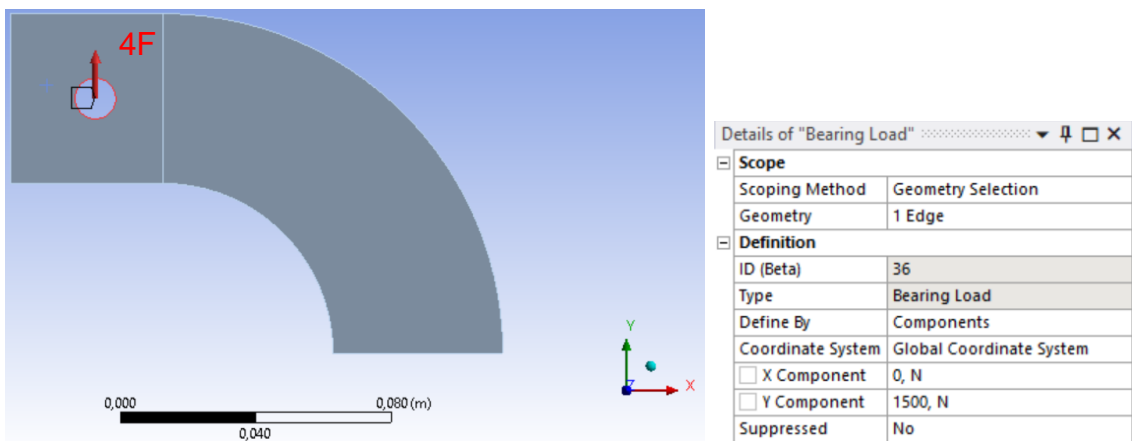 4F
Y
X
Z
0,000
0,080 (m)
0,040
Details of "Bearing Load"
Scope
Scoping Method Geometry Selection
Geometry 1 Edge
Definition
ID (Beta) 36
Type Bearing Load
Define By Components
Coordinate System Global Coordinate System
X Component 0, N
Y Component 1500, N
Suppressed No